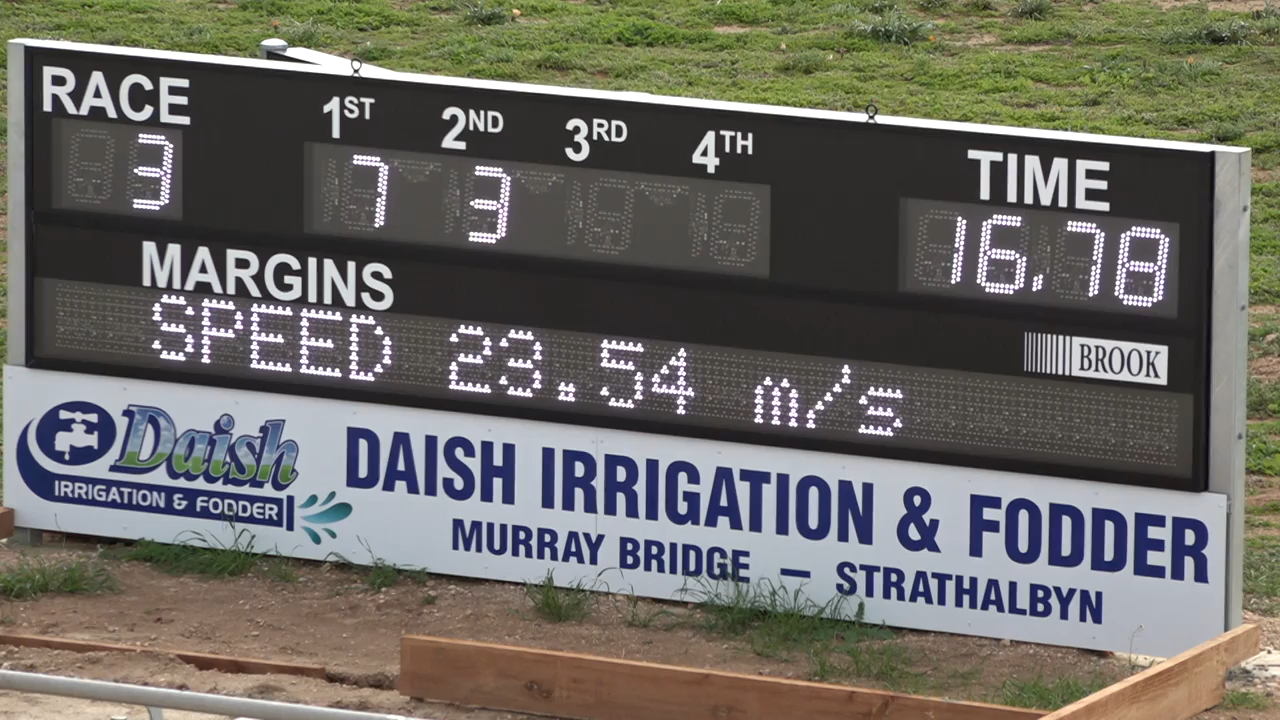 RACE 1ST 2ND 3RD 4TH TIME
3 7 3 16.78
MARGINS
SPEED 23.54 m/s
BROOK
Daish
IRRIGATION & FODDER
DAISH IRRIGATION & FODDER
MURRAY BRIDGE – STRATHALBYN